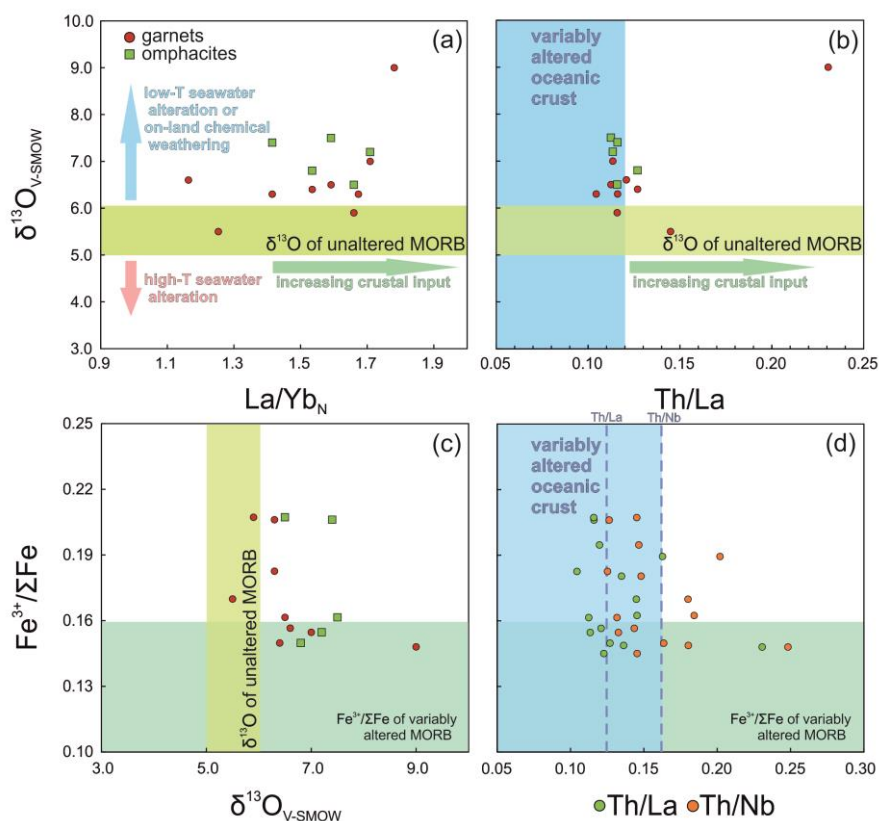 10.0
9.0
8.0
7.0
6.0
5.0
4.0
3.0
δ¹³O V-SMOW
garnets
omphacites
(a)
low-T seawater
alteration or
on-land chemical
weathering
δ¹³O of unaltered MORB
high-T seawater
alteration
increasing crustal input
0.9 1.1 1.3 1.5 1.7 1.9
La/Yb N
variably
altered
oceanic
crust
(b)
δ¹³O of unaltered MORB
increasing crustal input
0.05 0.10 0.15 0.20 0.25
Th/La
0.25
0.22
0.19
0.16
0.13
0.10
Fe³⁺/ΣFe
(c)
δ¹³O of unaltered MORB
Fe³⁺/ΣFe of variably
altered MORB
3.0 5.0 7.0 9.0
δ¹³O V-SMOW
Th/La Th/Nb
variably
altered
oceanic
crust
(d)
Fe³⁺/ΣFe of variably
altered MORB
0.05 0.10 0.15 0.20 0.25 0.30
Th/La Th/Nb